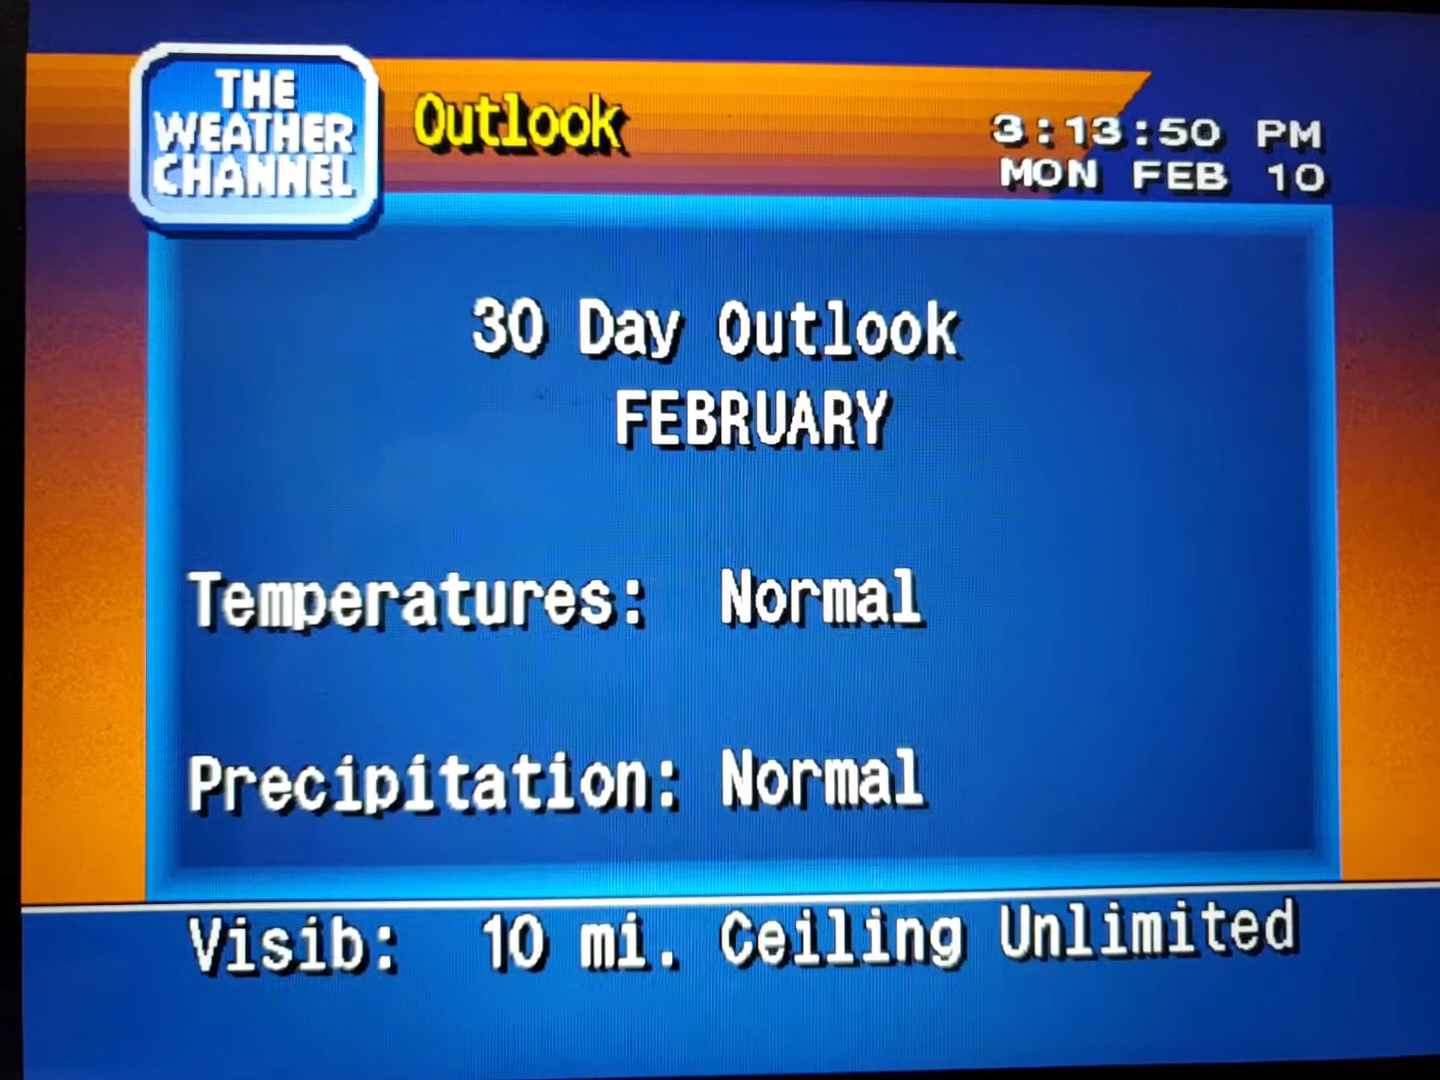 THE
WEATHER
CHANNEL
Outlook
3:13:50 PM
MON FEB 10
30 Day Outlook
FEBRUARY
Temperatures: Normal
Precipitation: Normal
Visib: 10 mi. Ceiling Unlimited